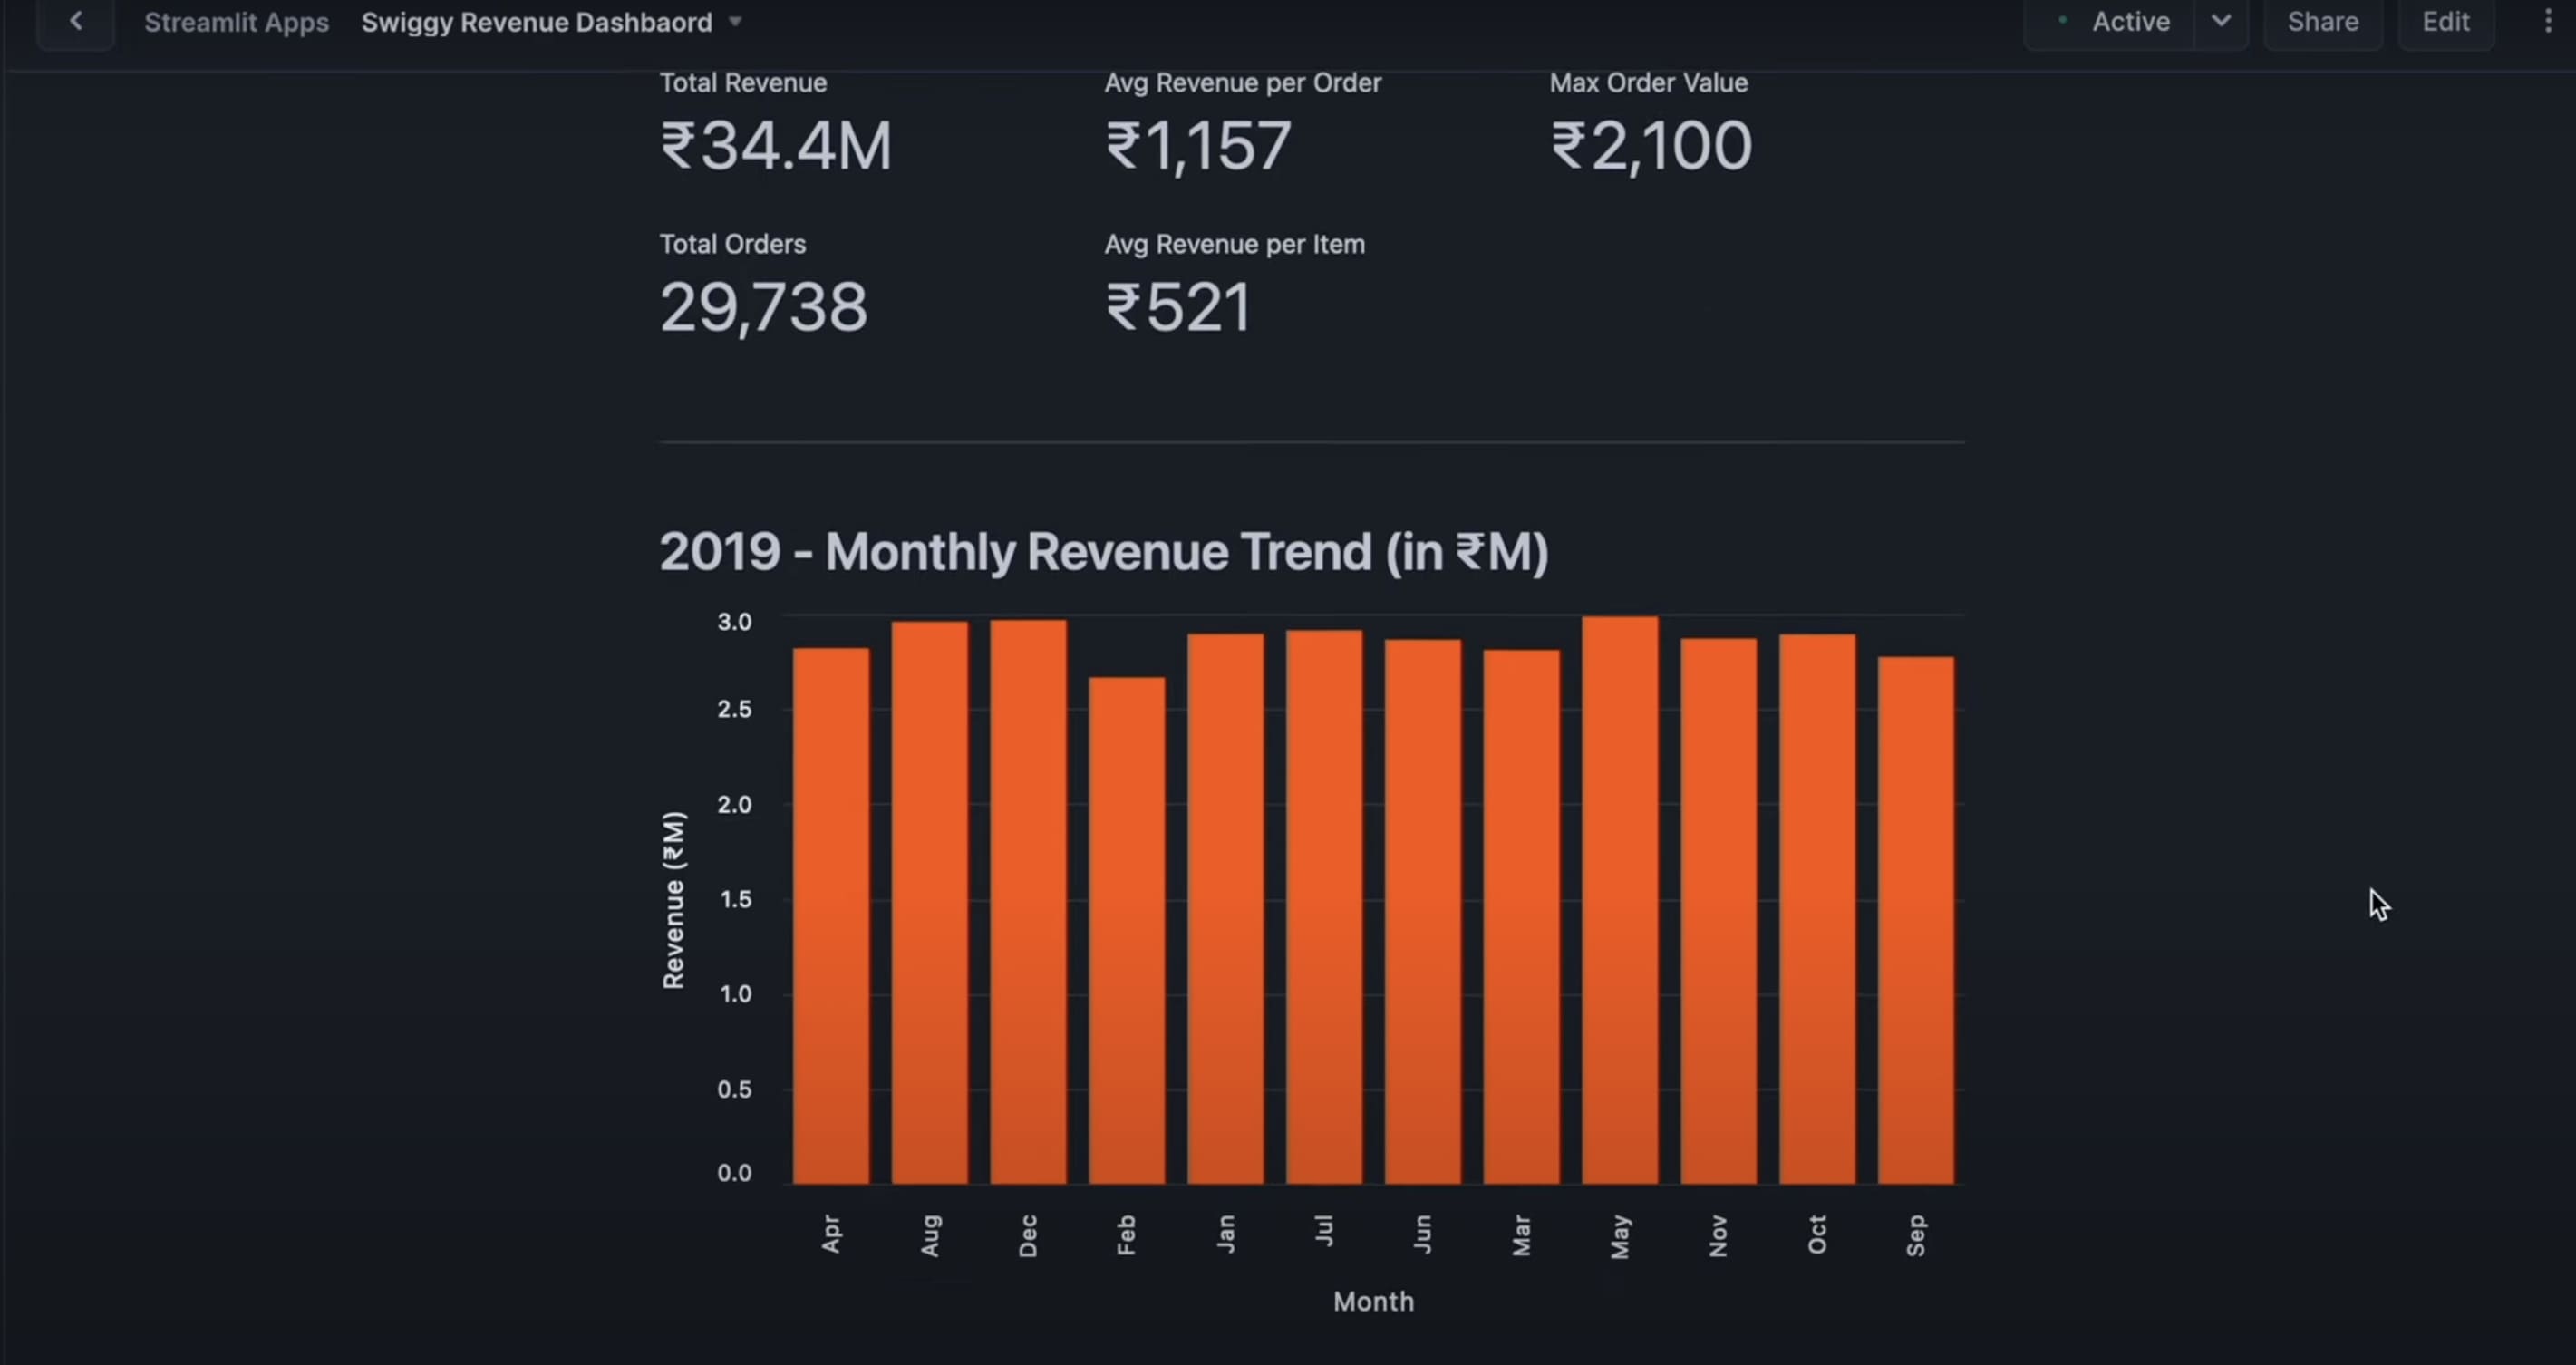 Streamlit Apps Swiggy Revenue Dashbaord
Active Share Edit
Total Revenue Avg Revenue per Order Max Order Value
₹34.4M ₹1,157 ₹2,100
Total Orders Avg Revenue per Item
29,738 ₹521
2019 - Monthly Revenue Trend (in ₹M)
3.0
2.5
2.0
1.5
1.0
0.5
0.0
Revenue (₹M)
Apr Aug Dec Feb Jan Jul Jun Mar May Nov Oct Sep
Month